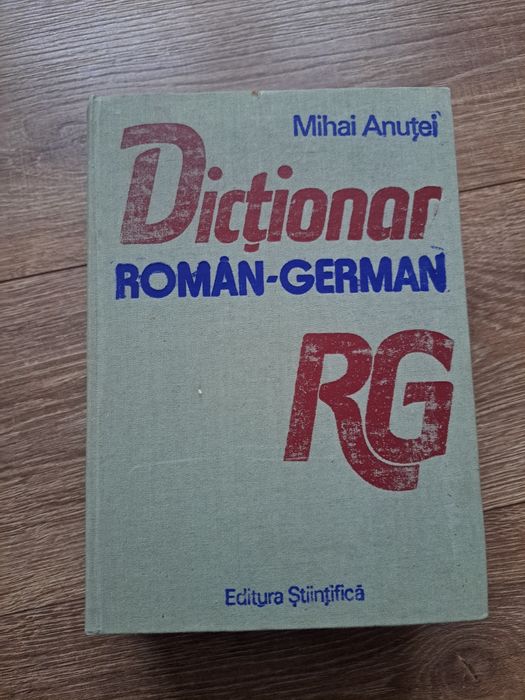 Mihai Anuței
Dicționar
ROMÂN-GERMAN
RG
Editura Științifică